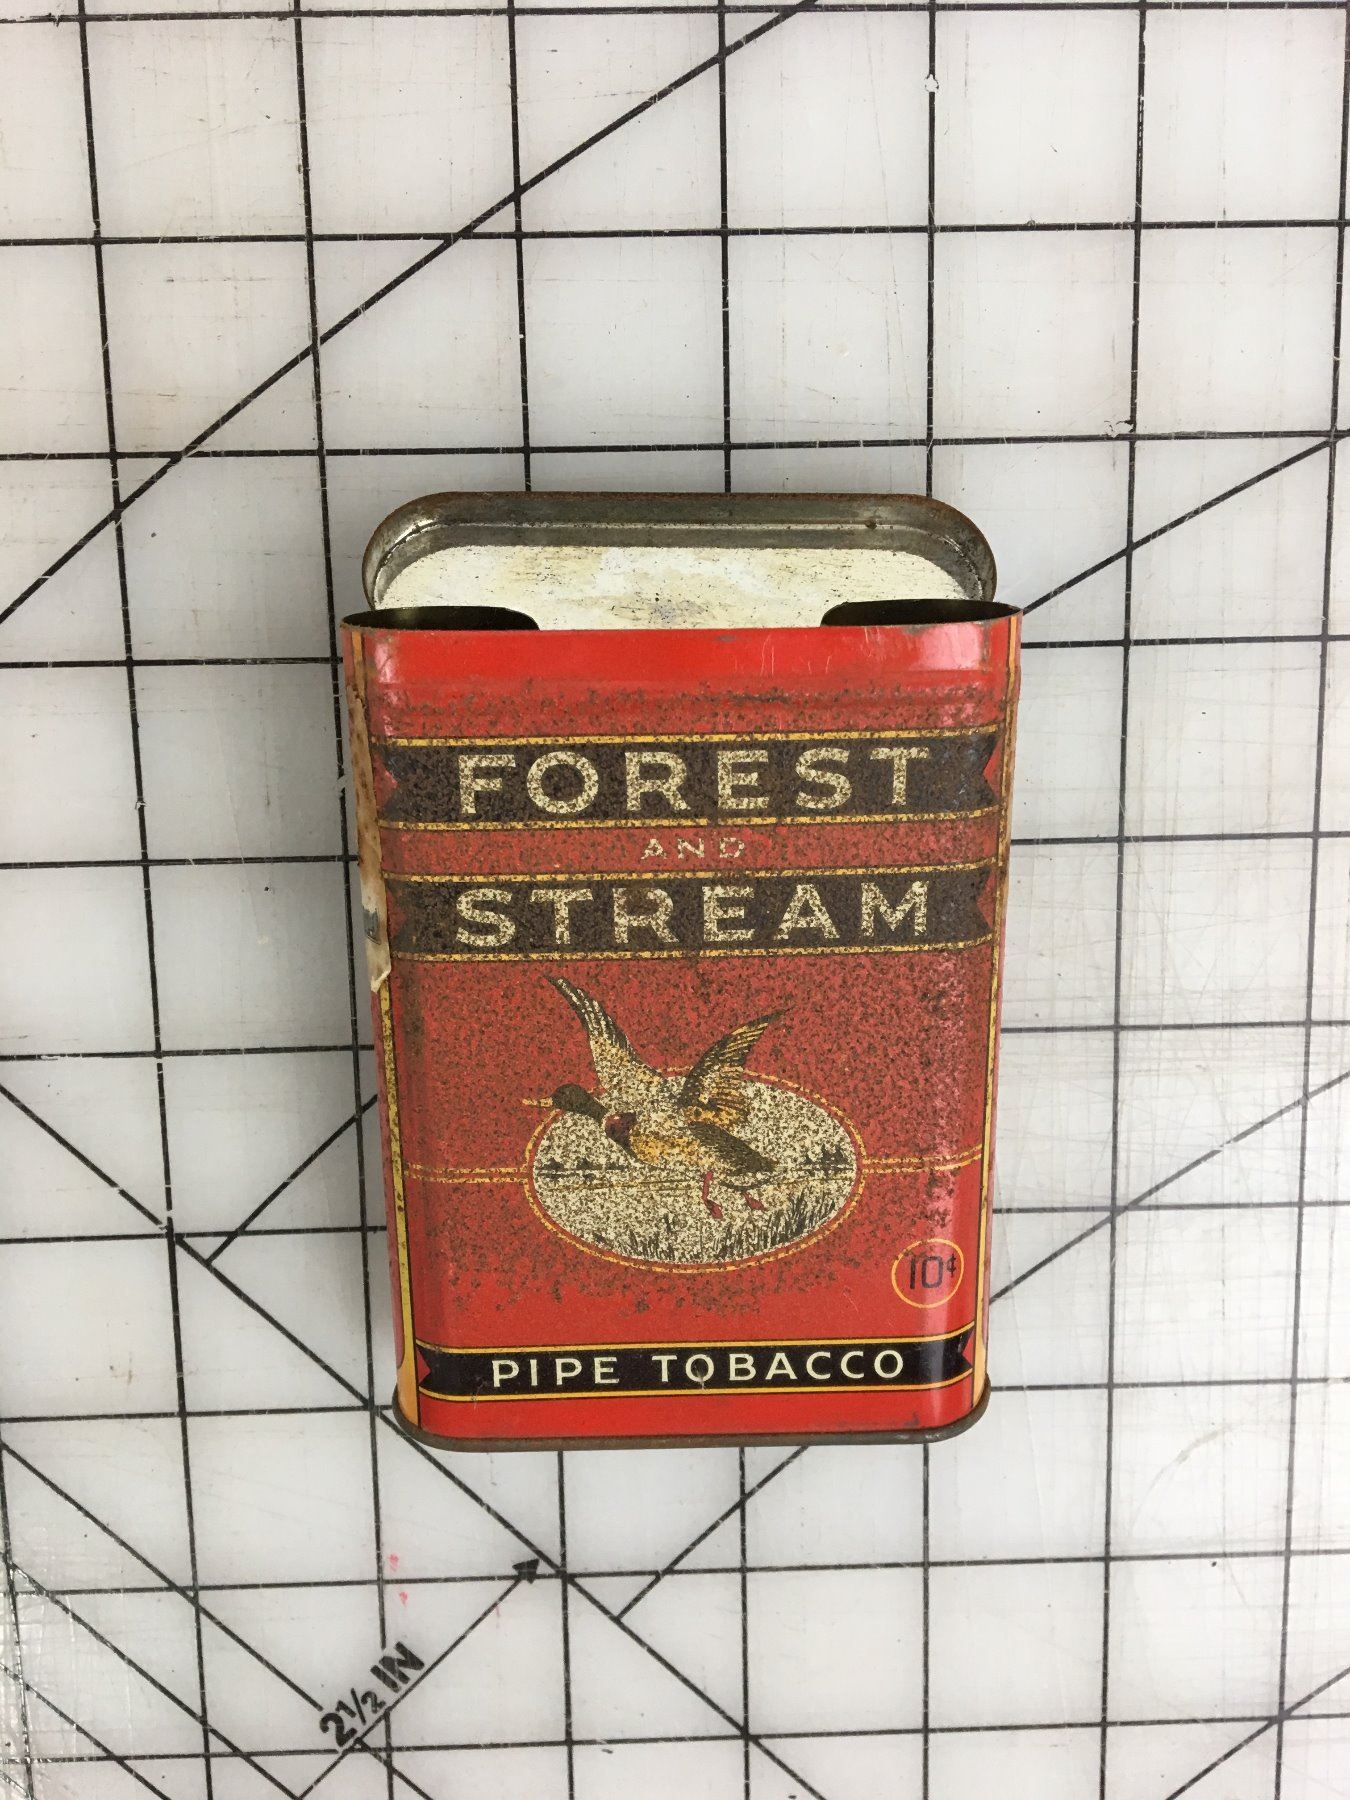 FOREST
AND
STREAM
10¢
PIPE TOBACCO
2½ IN